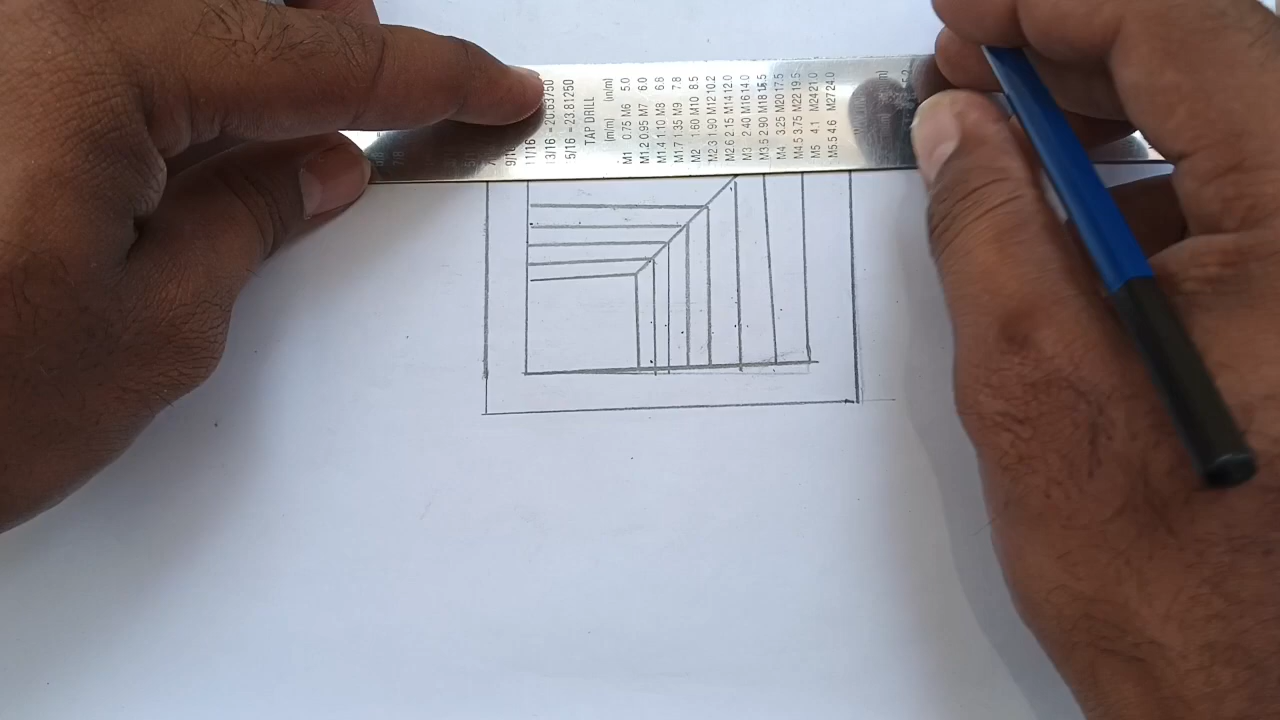 11/16
13/16 = 20.63750
15/16 = 23.81250
TAP DRILL
(m/m) (m/m)
M1 0.75 M6 5.0
M1.2 0.95 M7 6.0
M1.4 1.10 M8 6.8
M1.7 1.35 M9 7.8
M2 1.60 M10 8.5
M2.3 1.90 M12 10.2
M2.6 2.15 M14 12.0
M3 2.40 M16 14.0
M3.5 2.90 M18 15.5
M4 3.25 M20 17.5
M4.5 3.75 M22 19.5
M5 4.1 M24 21.0
M5.5 4.6 M27 24.0